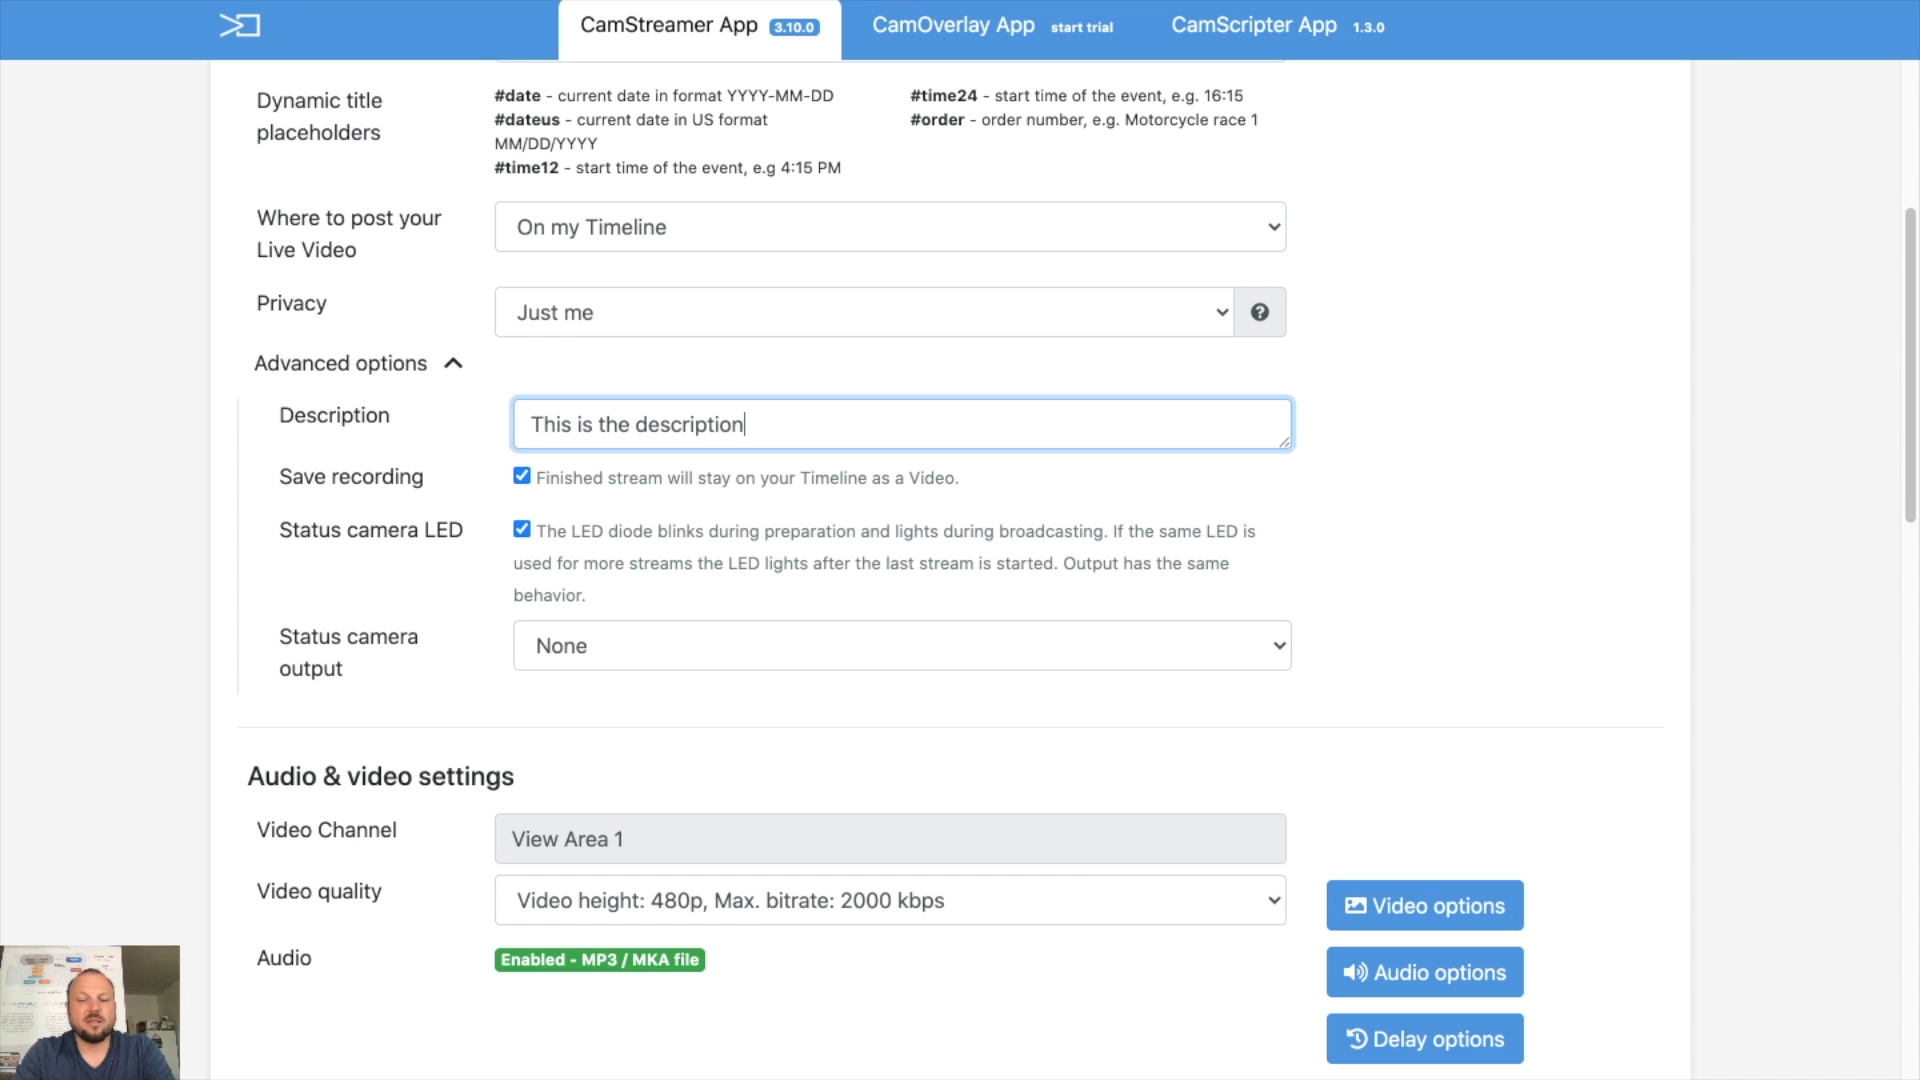 CamStreamer App 3.10.0
CamOverlay App start trial
CamScripter App 1.3.0
Dynamic title
placeholders
#date - current date in format YYYY-MM-DD
#dateus - current date in US format
MM/DD/YYYY
#time12 - start time of the event, e.g 4:15 PM
#time24 - start time of the event, e.g. 16:15
#order - order number, e.g. Motorcycle race 1
Where to post your
Live Video
On my Timeline
Privacy
Just me
Advanced options
Description
This is the description
Save recording
Finished stream will stay on your Timeline as a Video.
Status camera LED
The LED diode blinks during preparation and lights during broadcasting. If the same LED is
used for more streams the LED lights after the last stream is started. Output has the same
behavior.
Status camera
output
None
Audio & video settings
Video Channel
View Area 1
Video quality
Video height: 480p, Max. bitrate: 2000 kbps
Video options
Audio
Enabled - MP3 / MKA file
Audio options
Delay options